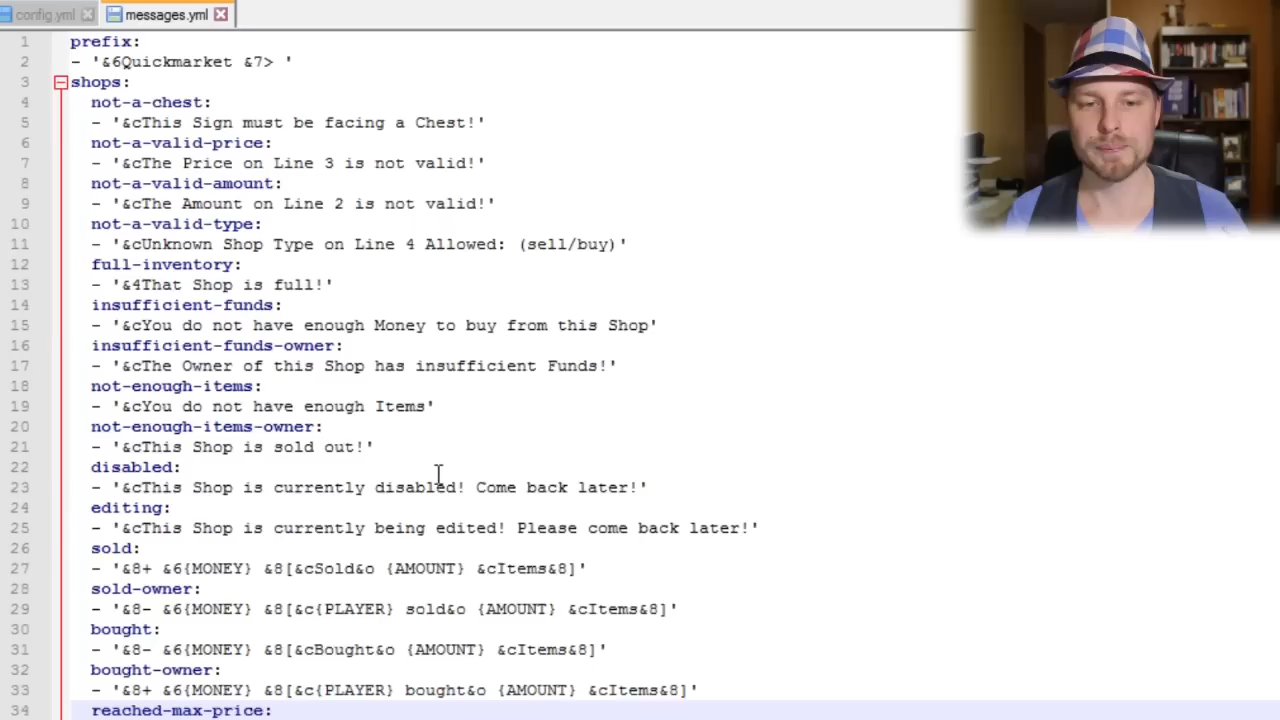 config.yml
messages.yml
1 prefix:
2 - '&6Quickmarket &7> '
3 shops:
4 not-a-chest:
5 - '&cThis Sign must be facing a Chest!'
6 not-a-valid-price:
7 - '&cThe Price on Line 3 is not valid!'
8 not-a-valid-amount:
9 - '&cThe Amount on Line 2 is not valid!'
10 not-a-valid-type:
11 - '&cUnknown Shop Type on Line 4 Allowed: (sell/buy)'
12 full-inventory:
13 - '&4That Shop is full!'
14 insufficient-funds:
15 - '&cYou do not have enough Money to buy from this Shop'
16 insufficient-funds-owner:
17 - '&cThe Owner of this Shop has insufficient Funds!'
18 not-enough-items:
19 - '&cYou do not have enough Items'
20 not-enough-items-owner:
21 - '&cThis Shop is sold out!'
22 disabled:
23 - '&cThis Shop is currently disabled! Come back later!'
24 editing:
25 - '&cThis Shop is currently being edited! Please come back later!'
26 sold:
27 - '&8+ &6{MONEY} &8[&cSold&o {AMOUNT} &cItems&8]'
28 sold-owner:
29 - '&8- &6{MONEY} &8[&c{PLAYER} sold&o {AMOUNT} &cItems&8]'
30 bought:
31 - '&8- &6{MONEY} &8[&cBought&o {AMOUNT} &cItems&8]'
32 bought-owner:
33 - '&8+ &6{MONEY} &8[&c{PLAYER} bought&o {AMOUNT} &cItems&8]'
34 reached-max-price: